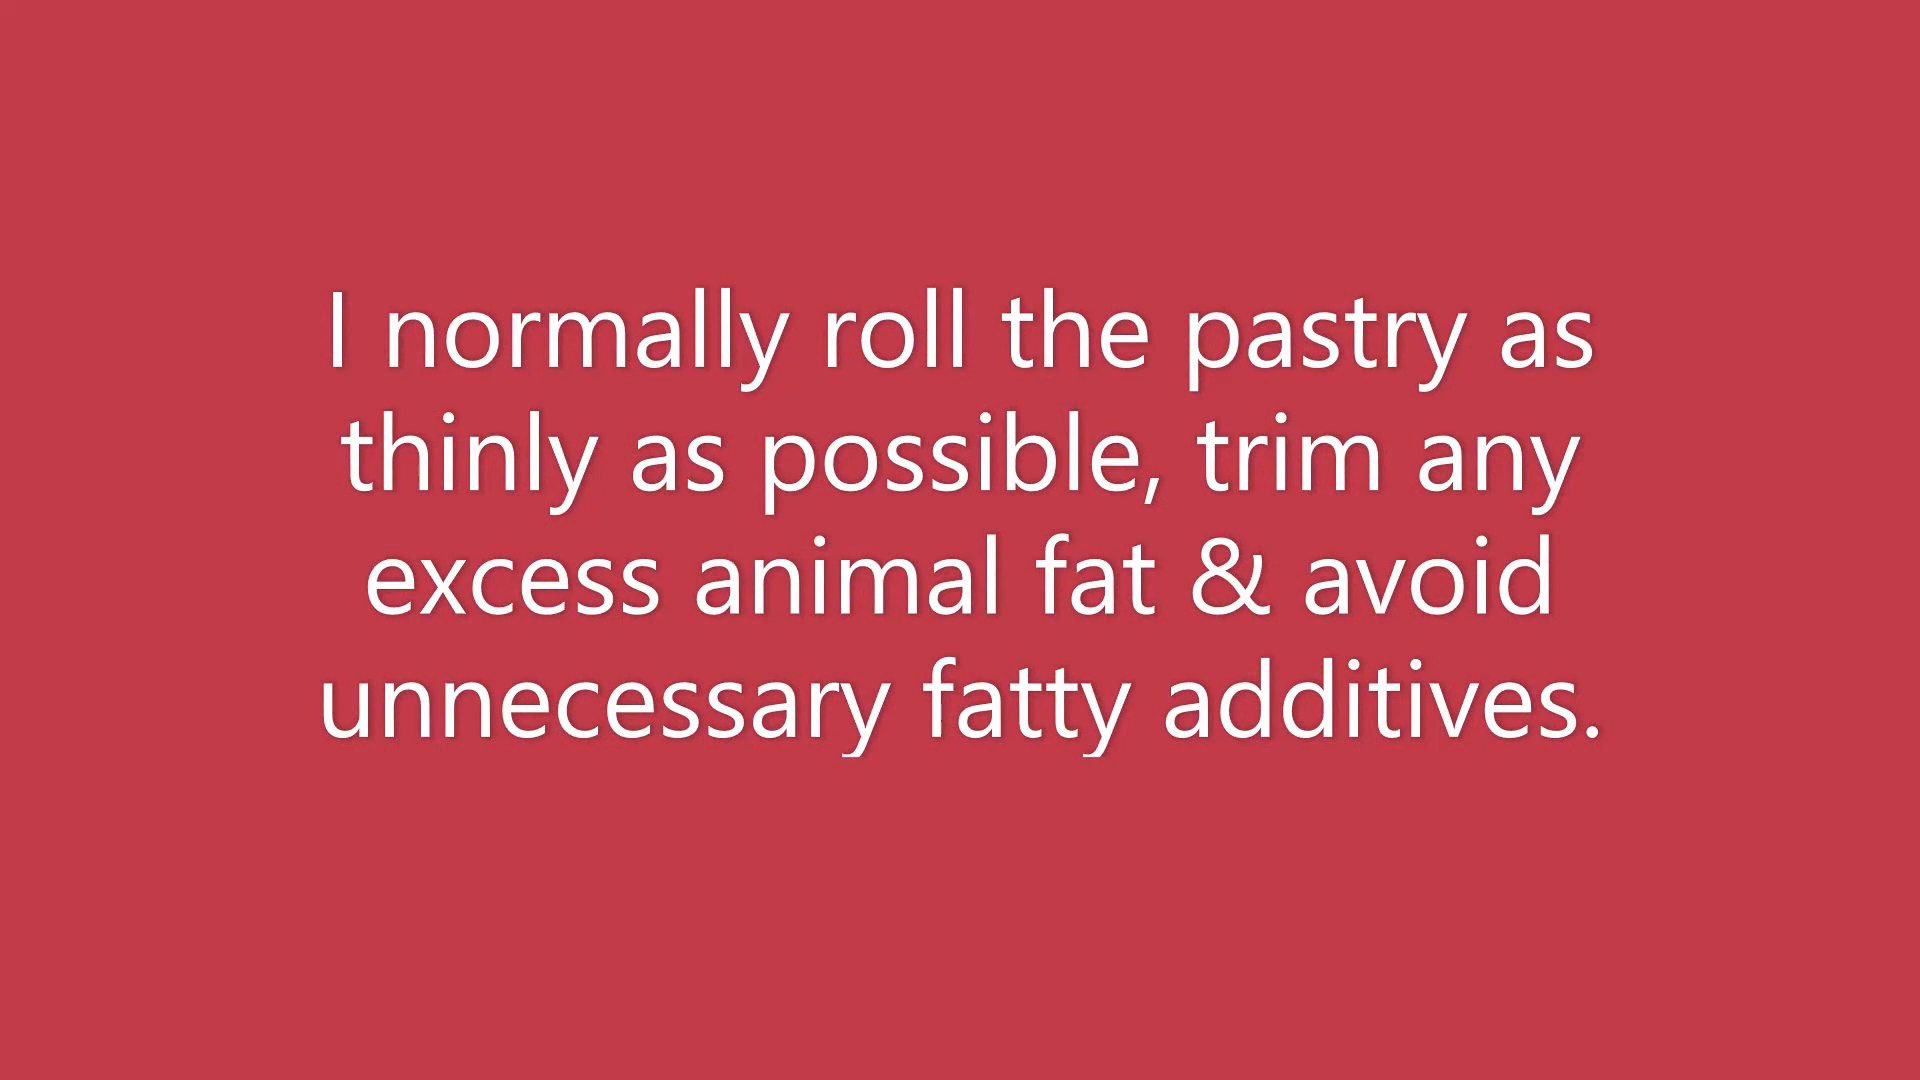 I normally roll the pastry as
thinly as possible, trim any
excess animal fat & avoid
unnecessary fatty additives.